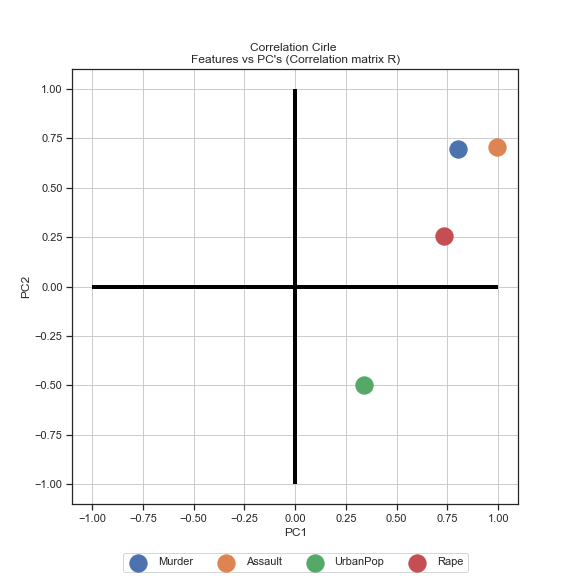 Correlation Cirle
Features vs PC's (Correlation matrix R)
1.00
0.75
0.50
0.25
0.00
−0.25
−0.50
−0.75
−1.00
PC2
−1.00 −0.75 −0.50 −0.25 0.00 0.25 0.50 0.75 1.00
PC1
Murder Assault UrbanPop Rape